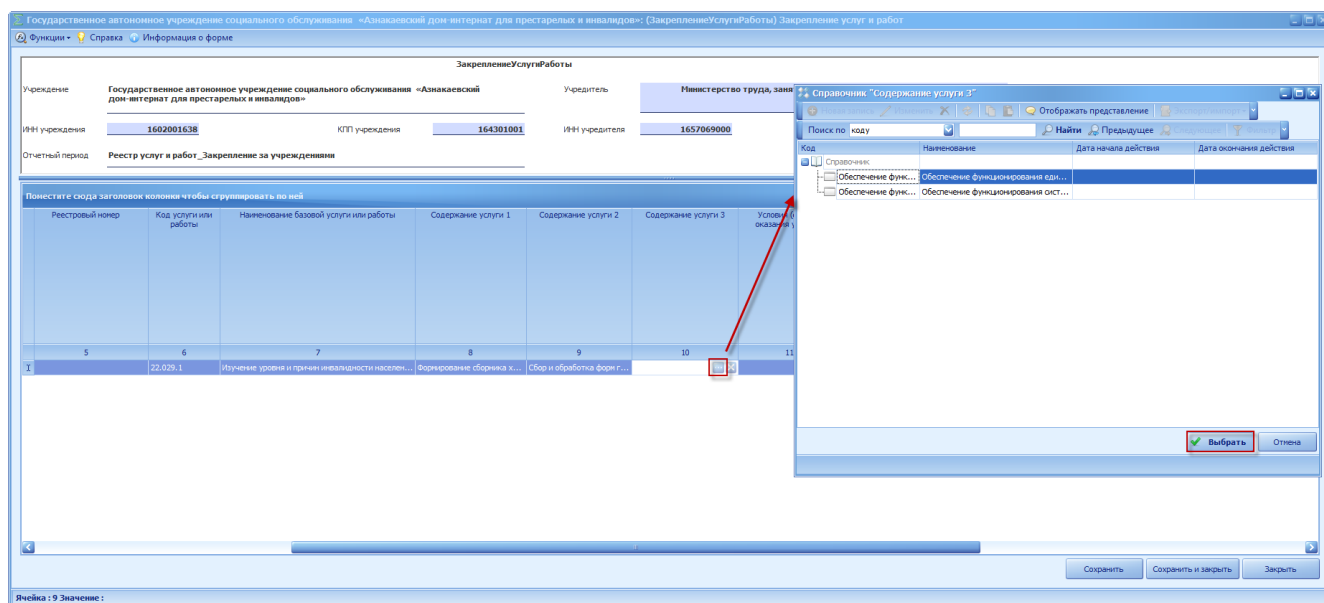 Государственное автономное учреждение социального обслуживания «Азнакаевский дом-интернат для престарелых и инвалидов»: (ЗакреплениеУслугиРаботы) Закрепление услуг и работ
Функции Справка Информация о форме
ЗакреплениеУслугиРаботы
Учреждение Государственное автономное учреждение социального обслуживания «Азнакаевский
дом-интернат для престарелых и инвалидов»
Учредитель Министерство труда, заня
ИНН учреждения 1602001638 КПП учреждения 164301001 ИНН учредителя 1657069000
Отчетный период Реестр услуг и работ_Закрепление за учреждениями
Поместите сюда заголовок колонки чтобы сгруппировать по ней
Реестровый номер Код услуги или Наименование базовой услуги или работы Содержание услуги 1 Содержание услуги 2 Содержание услуги 3 Условия (
работы оказания у
5 6 7 8 9 10 11
22.029.1 Изучение уровня и причин инвалидности населен... Формирование сборника х... Сбор и обработка форм г...
Справочник "Содержание услуги 3"
Отображать представление
Поиск по коду Найти Предыдущее Следующее Фильтр
Код Наименование Дата начала действия Дата окончания действия
Справочник
Обеспечение функ... Обеспечение функционирования еди...
Обеспечение функ... Обеспечение функционирования сист...
Выбрать Отмена
Сохранить Сохранить и закрыть Закрыть
Ячейка : 9 Значение :